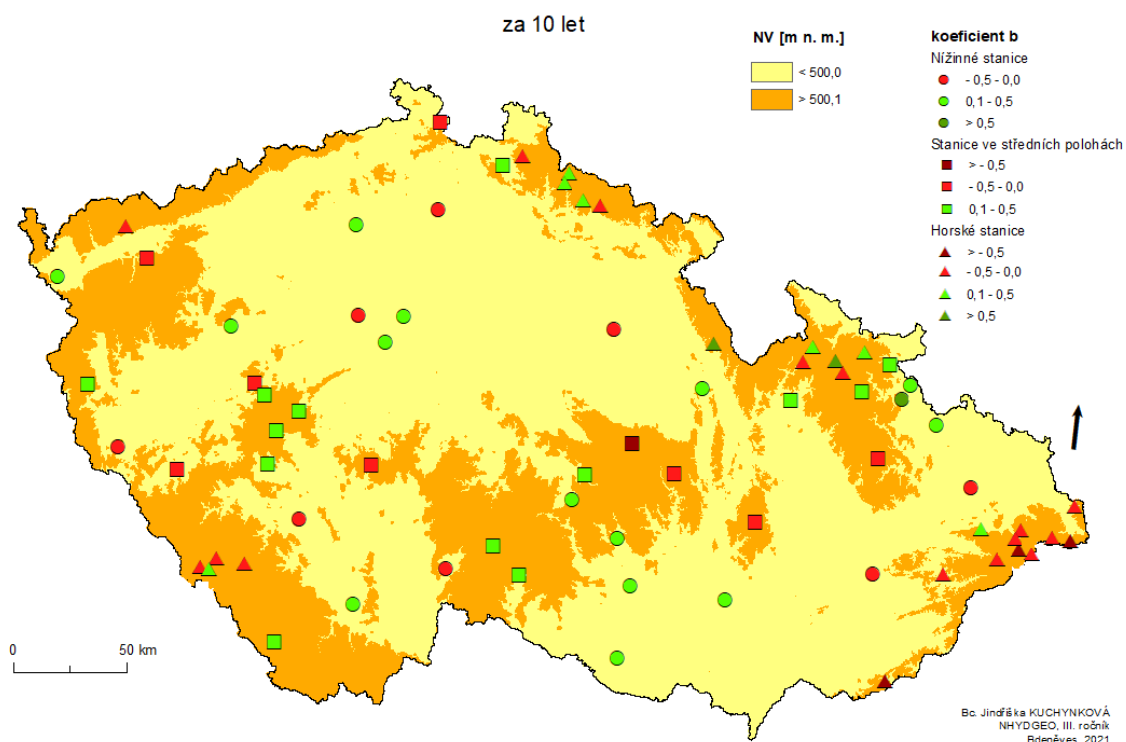 za 10 let
NV [m n. m.]
< 500,0
> 500,1
koeficient b
Nížinné stanice
- 0,5 - 0,0
0,1 - 0,5
> 0,5
Stanice ve středních polohách
> - 0,5
- 0,5 - 0,0
0,1 - 0,5
Horské stanice
> - 0,5
- 0,5 - 0,0
0,1 - 0,5
> 0,5
0 50 km
Bc. Jindřiška KUCHYNKOVÁ
NHYDGEO, III. ročník
Bdeněves, 2021